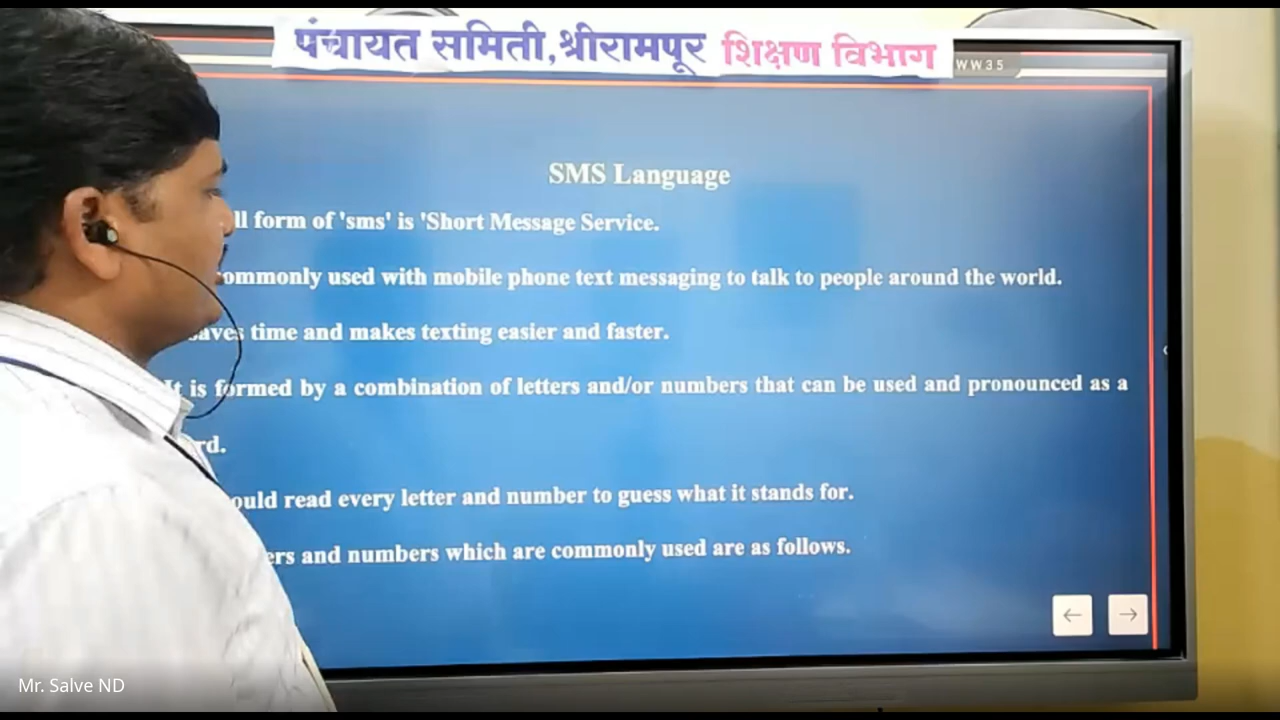 पंचायत समिती,श्रीरामपूर शिक्षण विभाग
WW35
SMS Language
ll form of 'sms' is 'Short Message Service.
commonly used with mobile phone text messaging to talk to people around the world.
saves time and makes texting easier and faster.
It is formed by a combination of letters and/or numbers that can be used and pronounced as a
rd.
ould read every letter and number to guess what it stands for.
ers and numbers which are commonly used are as follows.
Mr. Salve ND